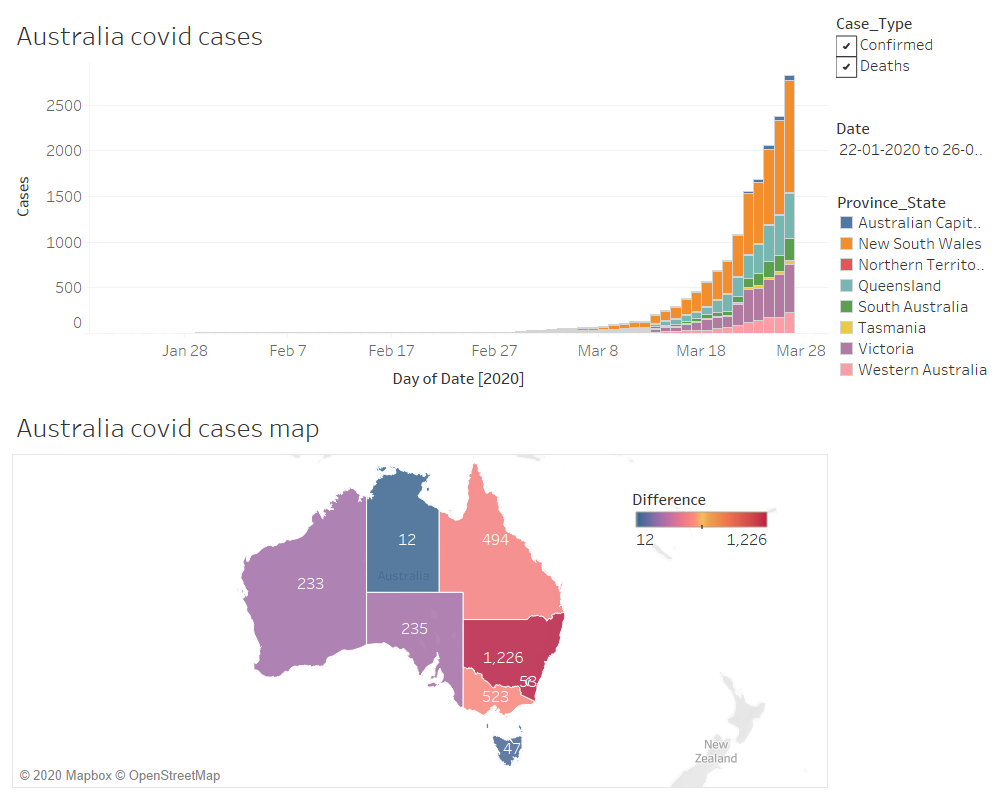 Australia covid cases
Case_Type
Confirmed
Deaths
Date
22-01-2020 to 26-0..
Province_State
Australian Capit..
New South Wales
Northern Territo..
Queensland
South Australia
Tasmania
Victoria
Western Australia
Cases
2500
2000
1500
1000
500
0
Jan 28
Feb 7
Feb 17
Feb 27
Mar 8
Mar 18
Mar 28
Day of Date [2020]
Australia covid cases map
Difference
12
1,226
12
494
Australia
233
235
1,226
53
523
47
New
Zealand
© 2020 Mapbox © OpenStreetMap